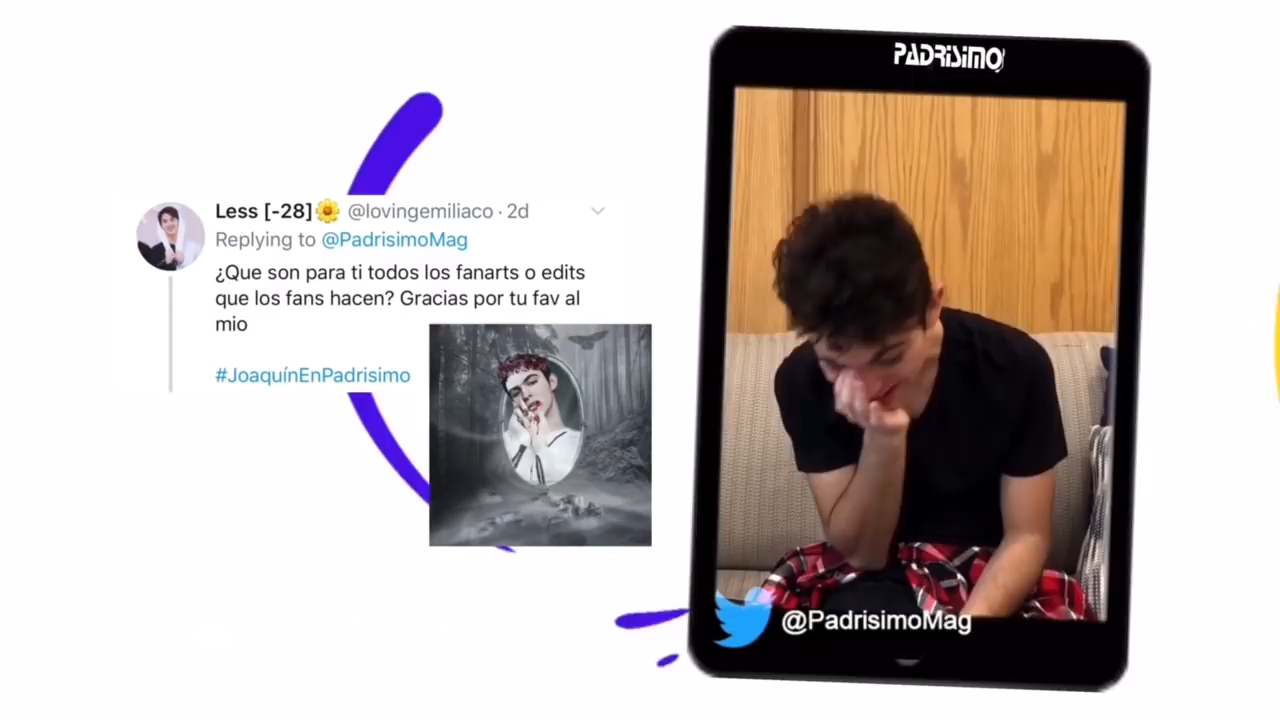 PADRISIMO
Less [-28]🌼 @lovingemiliaco · 2d
Replying to @PadrisimoMag
¿Que son para ti todos los fanarts o edits
que los fans hacen? Gracias por tu fav al
mio
#JoaquínEnPadrisimo
@PadrisimoMag